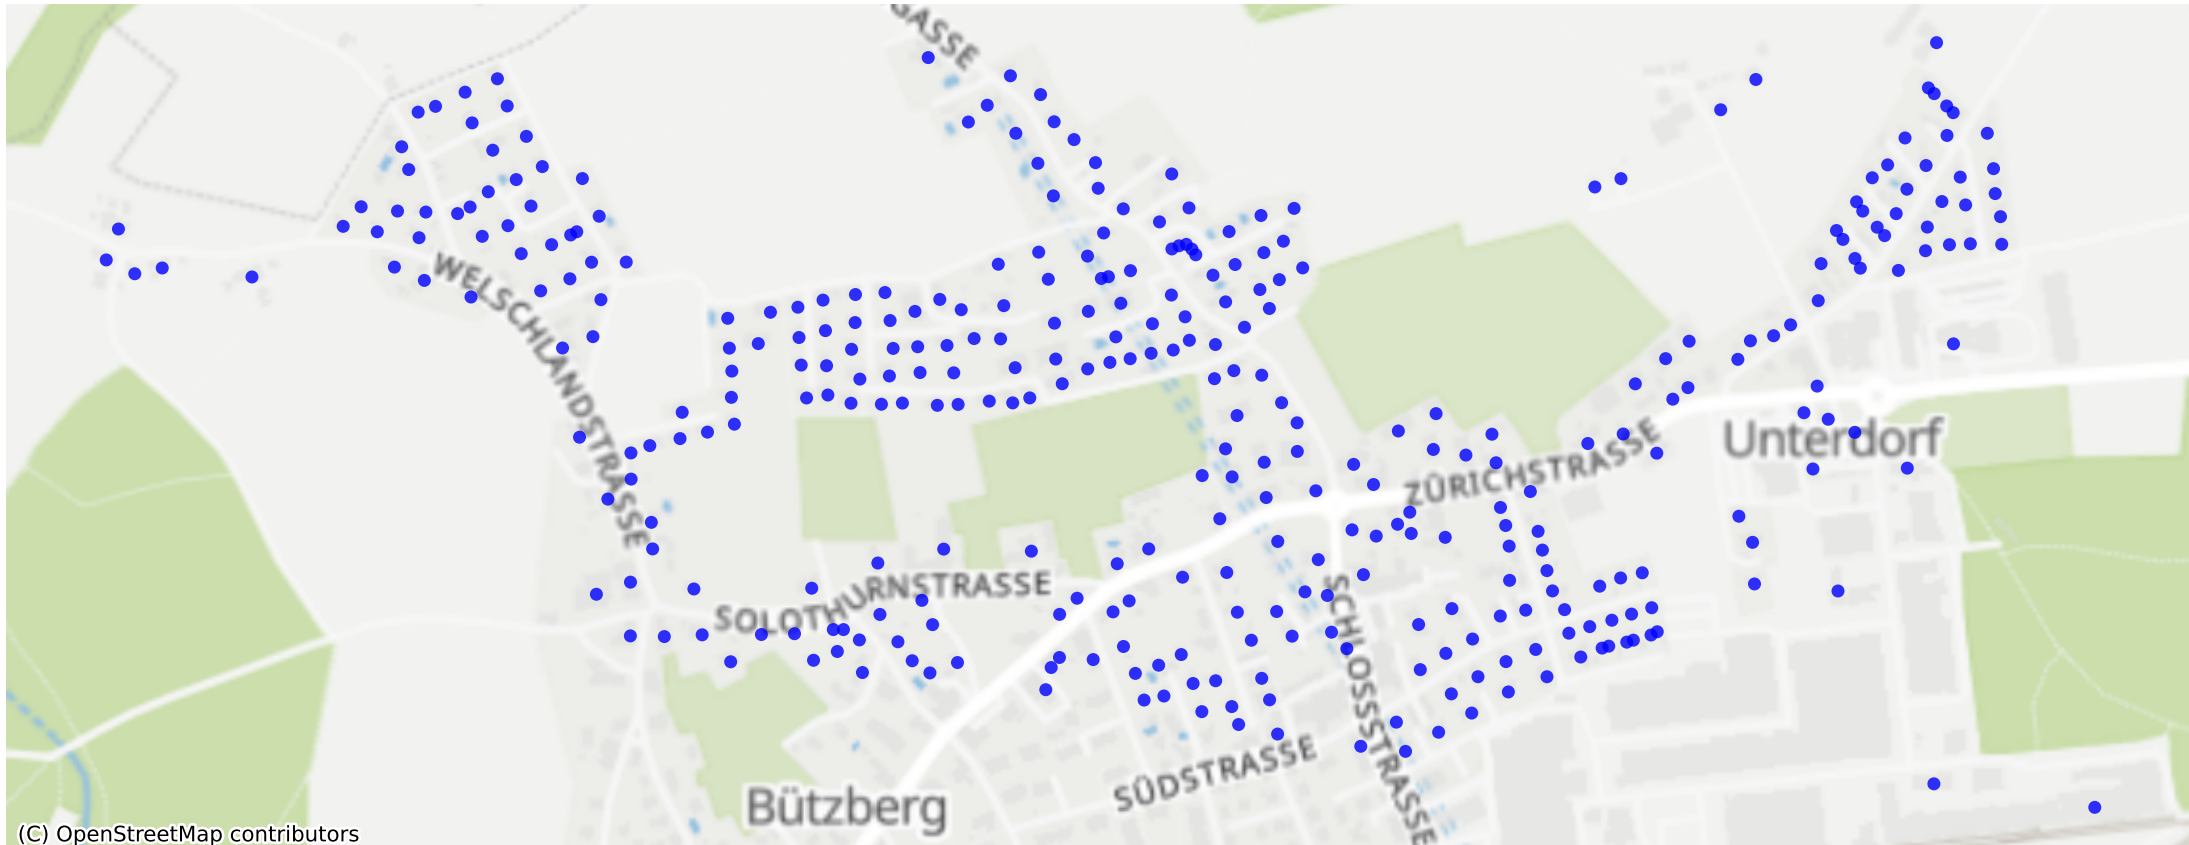 GASSE
WELSCHLANDSTRASSE
Unterdorf
ZÜRICHSTRASSE
SOLOTHURNSTRASSE
SCHLOSSSTRASSE
SÜDSTRASSE
Bützberg
(C) OpenStreetMap contributors